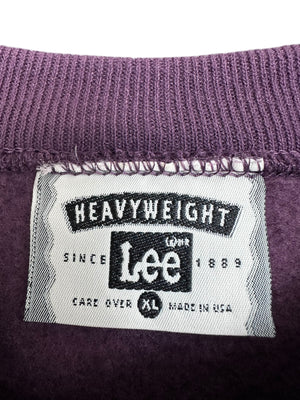 HEAVYWEIGHT
SINCE Lee 1889
CARE OVER XL MADE IN USA